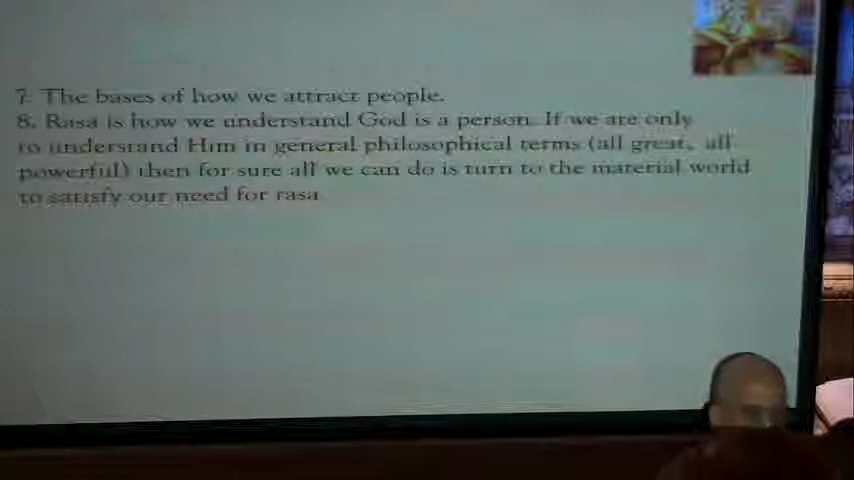 7. The bases of how we attract people.
8. Rasa is how we understand God is a person. If we are only
to understand Him in general philosophical terms (all great, all
powerful) then for sure all we can do is turn to the material world
to satisfy our need for rasa.